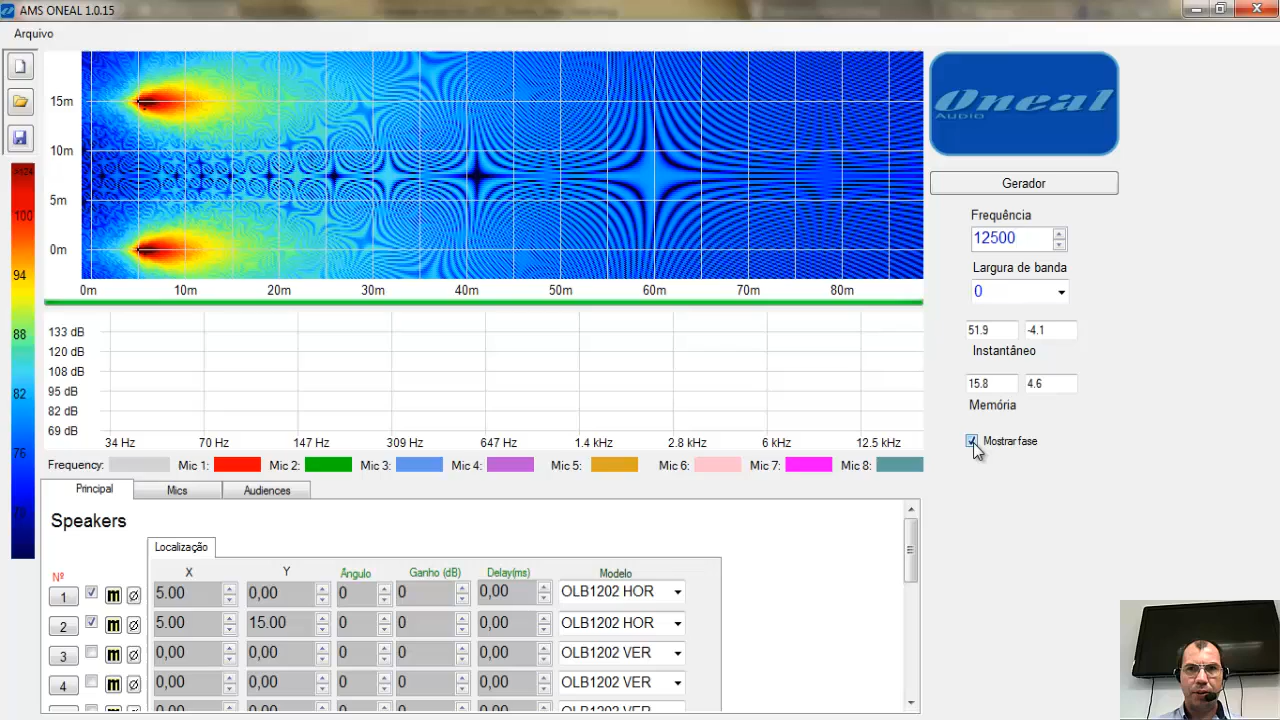 AMS ONEAL 1.0.15
Arquivo
15m
10m
5m
0m
0m 10m 20m 30m 40m 50m 60m 70m 80m
>124
100
94
88
82
76
Oneal
AUDIO
Gerador
Frequência
12500
Largura de banda
0
51.9 -4.1
Instantâneo
15.8 4.6
Memória
Mostrar fase
133 dB
120 dB
108 dB
95 dB
82 dB
69 dB
34 Hz 70 Hz 147 Hz 309 Hz 647 Hz 1.4 kHz 2.8 kHz 6 kHz 12.5 kHz
Frequency: Mic 1: Mic 2: Mic 3: Mic 4: Mic 5: Mic 6: Mic 7: Mic 8:
Principal Mics Audiences
Speakers
Localização
Nº X Y Ângulo Ganho (dB) Delay(ms) Modelo
1 m ø 5.00 0,00 0 0 0,00 OLB1202 HOR
2 m ø 5.00 15.00 0 0 0,00 OLB1202 HOR
3 m ø 0,00 0,00 0 0 0,00 OLB1202 VER
4 m ø 0,00 0,00 0 0 0,00 OLB1202 VER